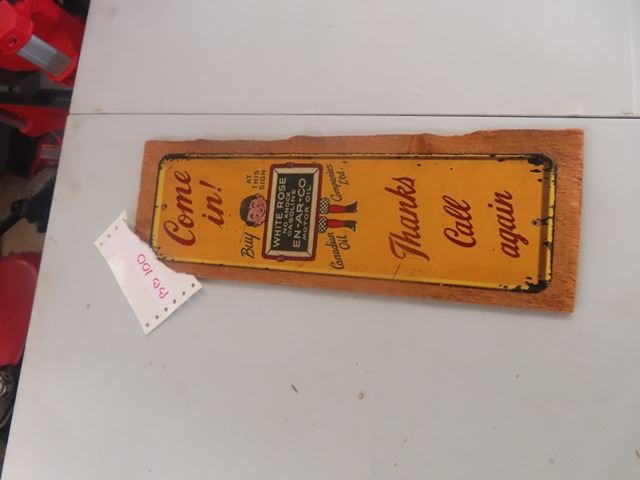 Come
in!
Buy
AT
THIS
SIGN
WHITE ROSE
NO-KNOCK
GASOLINE
EN-AR-CO
MOTOR OIL
Canadian Oil Companies Ltd.
Thanks
Call
again
BD 100